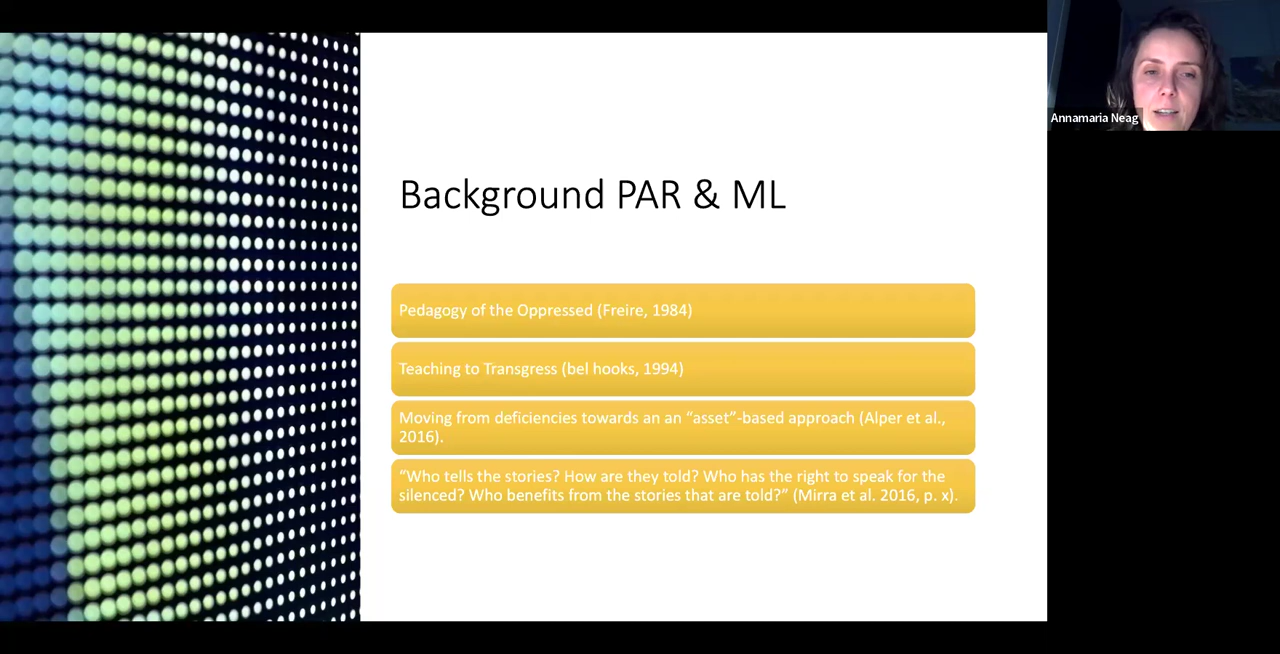 Background PAR & ML
Pedagogy of the Oppressed (Freire, 1984)
Teaching to Transgress (bel hooks, 1994)
Moving from deficiencies towards an an “asset”-based approach (Alper et al.,
2016).
“Who tells the stories? How are they told? Who has the right to speak for the
silenced? Who benefits from the stories that are told?” (Mirra et al. 2016, p. x).
Annamaria Neag